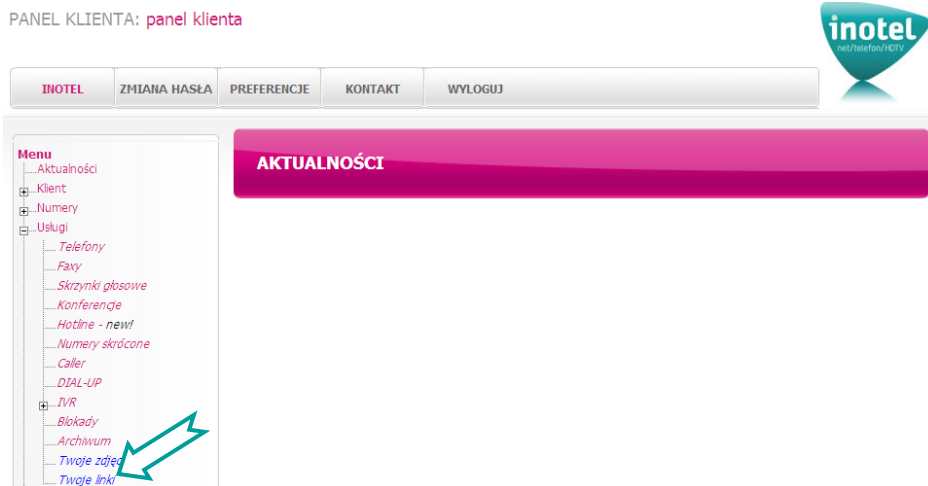 PANEL KLIENTA: panel klienta
inotel
net/telefon/HDTV
INOTEL ZMIANA HASŁA PREFERENCJE KONTAKT WYLOGUJ
Menu
AKTUALNOŚCI
Aktualności
Klient
Numery
Usługi
Telefony
Faxy
Skrzynki głosowe
Konferencje
Hotline - new!
Numery skrócone
Caller
DIAL-UP
IVR
Blokady
Archiwum
Twoje
Twoje linki